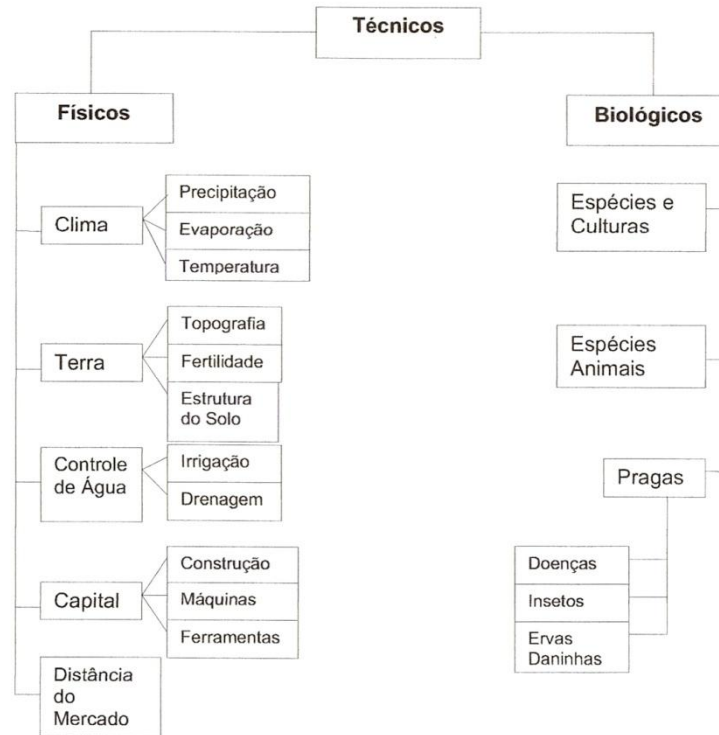 Técnicos
Físicos
Biológicos
Clima
Precipitação
Evaporação
Temperatura
Terra
Topografia
Fertilidade
Estrutura
do Solo
Controle
de Água
Irrigação
Drenagem
Capital
Construção
Máquinas
Ferramentas
Distância
do
Mercado
Espécies e
Culturas
Espécies
Animais
Pragas
Doenças
Insetos
Ervas
Daninhas